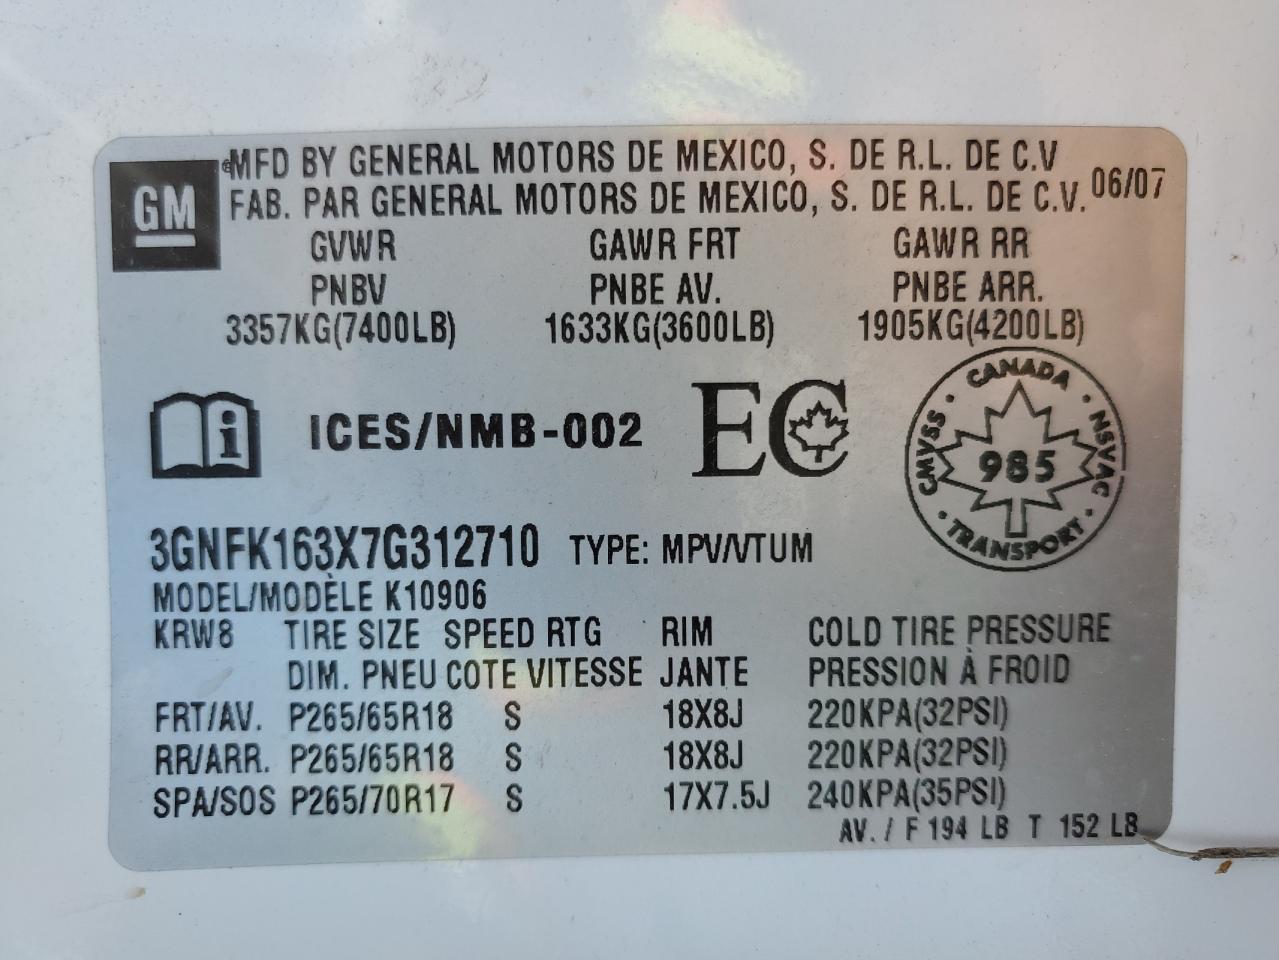 GM
®MFD BY GENERAL MOTORS DE MEXICO, S. DE R.L. DE C.V
FAB. PAR GENERAL MOTORS DE MEXICO, S. DE R.L. DE C.V. 06/07
GVWR GAWR FRT GAWR RR
PNBV PNBE AV. PNBE ARR.
3357KG(7400LB) 1633KG(3600LB) 1905KG(4200LB)
i ICES/NMB-002 EC
CANADA
CMVSS · NSVAC
985
TRANSPORT
3GNFK163X7G312710 TYPE: MPV/VTUM
MODEL/MODÈLE K10906
KRW8 TIRE SIZE SPEED RTG RIM COLD TIRE PRESSURE
DIM. PNEU COTE VITESSE JANTE PRESSION À FROID
FRT/AV. P265/65R18 S 18X8J 220KPA(32PSI)
RR/ARR. P265/65R18 S 18X8J 220KPA(32PSI)
SPA/SOS P265/70R17 S 17X7.5J 240KPA(35PSI)
AV. / F 194 LB T 152 LB